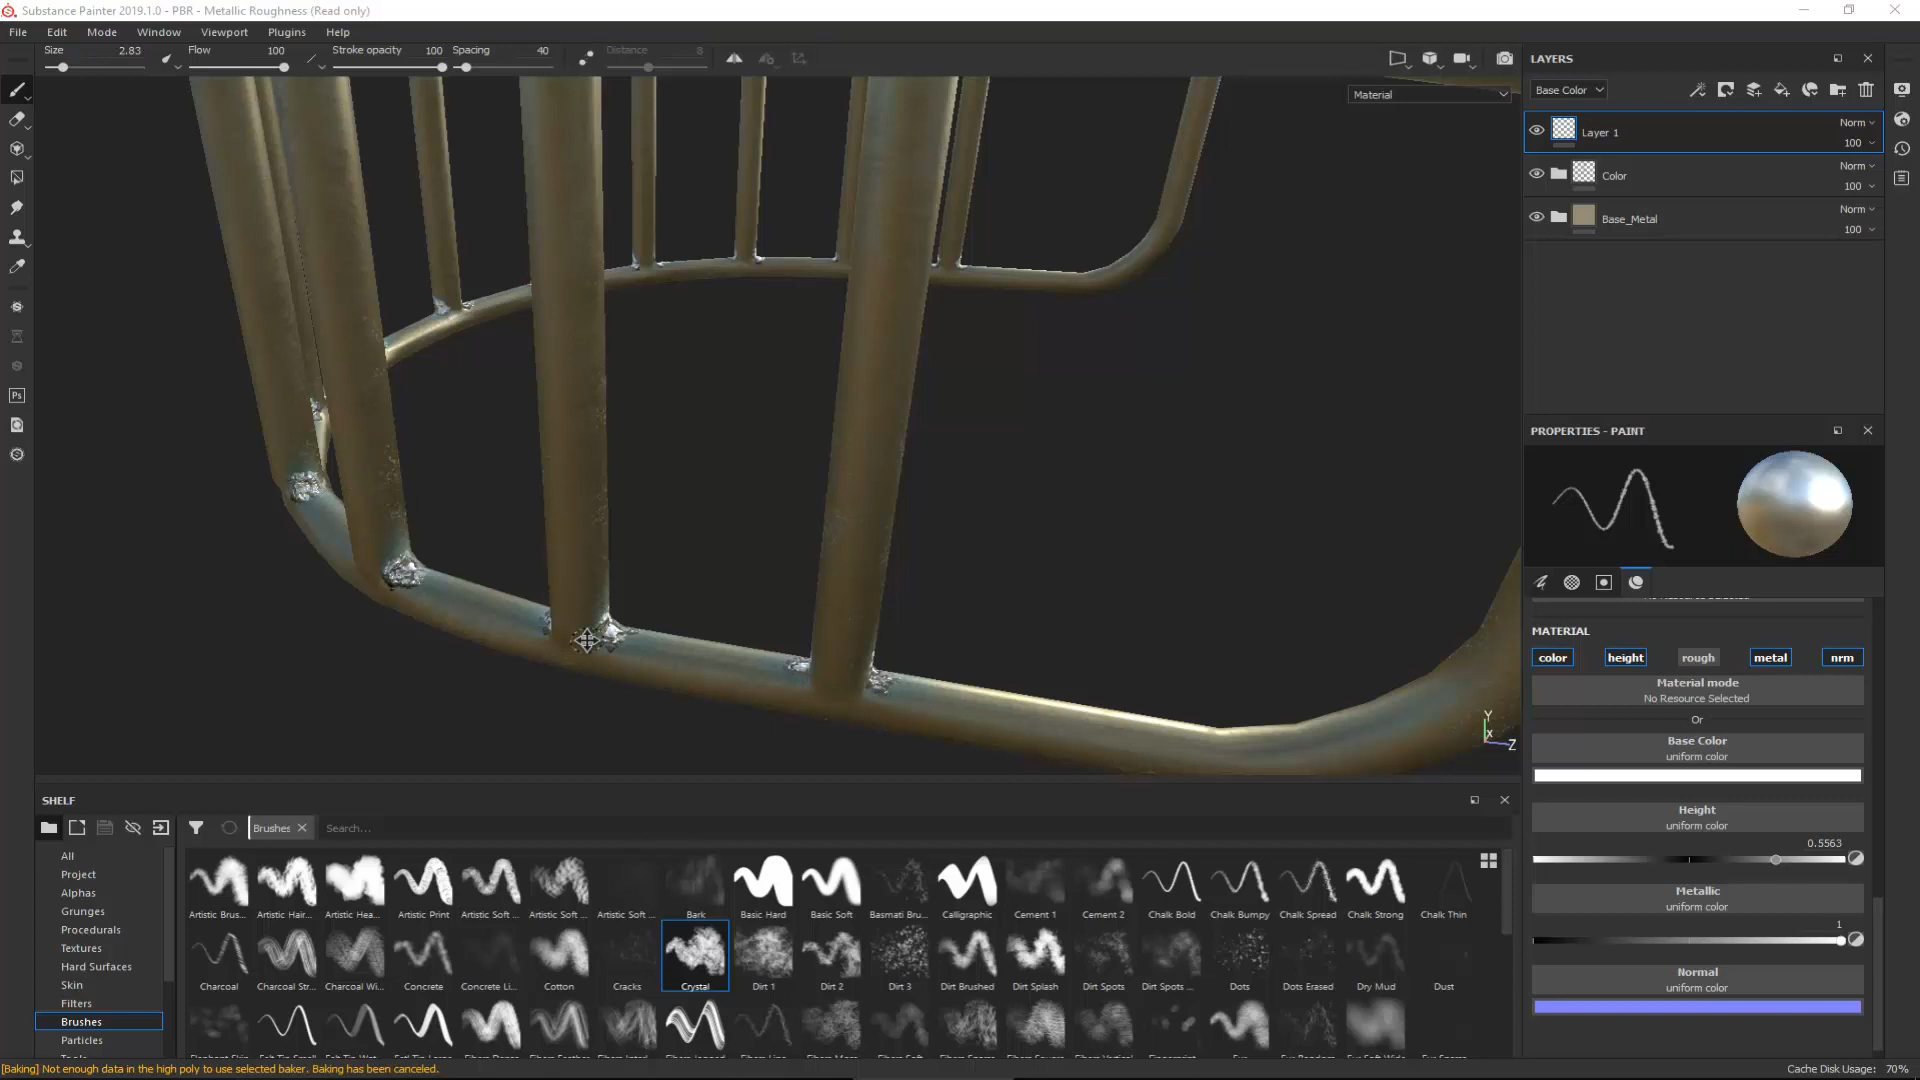 Substance Painter 2019.1.0 - PBR - Metallic Roughness (Read only)
File Edit Mode Window Viewport Plugins Help
Size 2.83 Flow 100 Stroke opacity 100 Spacing 40 Distance 8
Material
LAYERS
Base Color
Layer 1 Norm 100
Color Norm 100
Base_Metal Norm 100
PROPERTIES - PAINT
No Resource Selected
MATERIAL
color height rough metal nrm
Material mode
No Resource Selected
Or
Base Color
uniform color
Height
uniform color
0.5563
Metallic
uniform color
1
Normal
uniform color
Y
X
Z
Ps
SHELF
Brushes Search...
All
Project
Alphas
Grunges
Procedurals
Textures
Hard Surfaces
Skin
Filters
Brushes
Particles
Tools
Artistic Brus... Artistic Hair... Artistic Hea... Artistic Print Artistic Soft ... Artistic Soft ... Artistic Soft ... Bark Basic Hard Basic Soft Basmati Bru... Calligraphic Cement 1 Cement 2 Chalk Bold Chalk Bumpy Chalk Spread Chalk Strong Chalk Thin
Charcoal Charcoal Str... Charcoal Wi... Concrete Concrete Li... Cotton Cracks Crystal Dirt 1 Dirt 2 Dirt 3 Dirt Brushed Dirt Splash Dirt Spots Dirt Spots ... Dots Dots Erased Dry Mud Dust
[Baking] Not enough data in the high poly to use selected baker. Baking has been canceled.
Cache Disk Usage: 70%